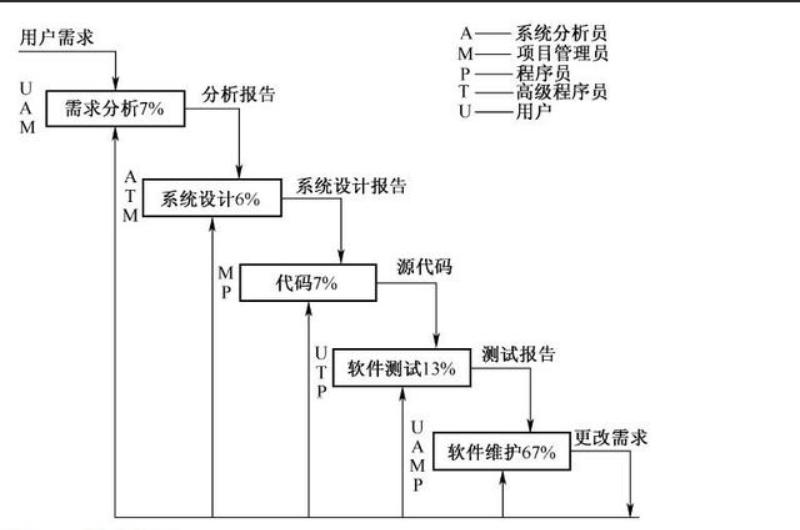 用户需求
A——系统分析员
M——项目管理员
P——程序员
T——高级程序员
U——用户
U
A
M
需求分析7%
分析报告
A
T
M
系统设计6%
系统设计报告
M
P
代码7%
源代码
U
T
P
软件测试13%
测试报告
U
A
M
P
软件维护67%
更改需求